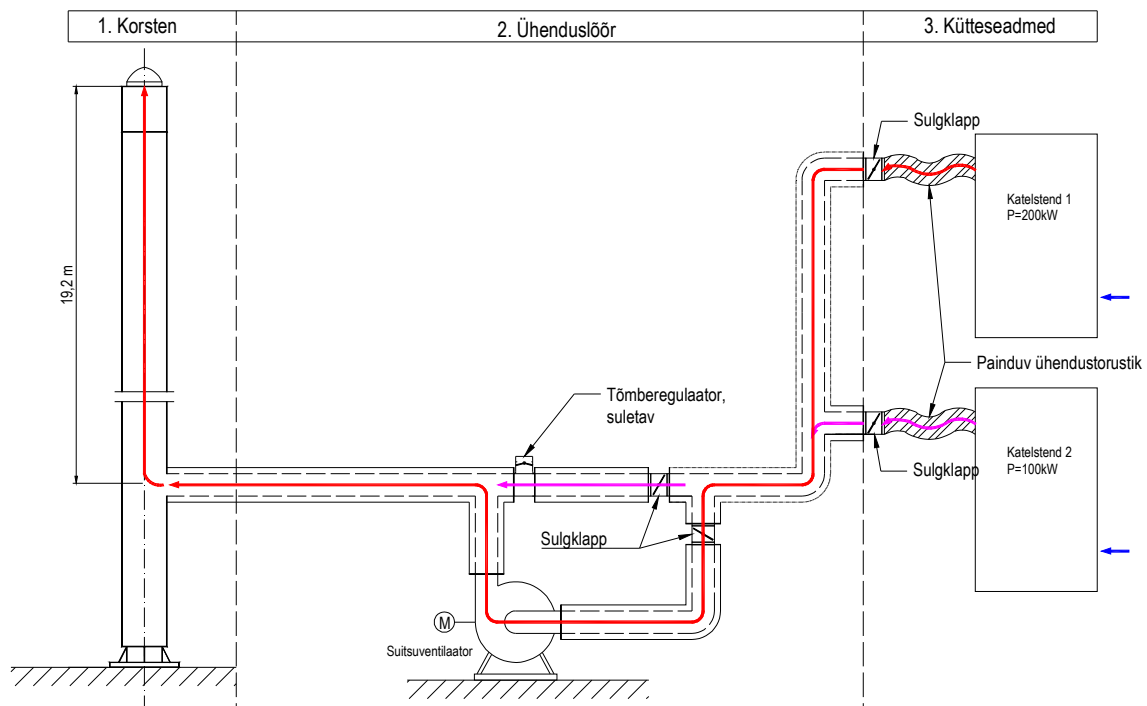 1. Korsten
2. Ühenduslõõr
3. Kütteseadmed
Sulgklapp
Katelstend 1
P=200kW
19,2 m
Painduv ühendustorustik
Tõmberegulaator,
suletav
Katelstend 2
P=100kW
Sulgklapp
Sulgklapp
M
Suitsuventilaator